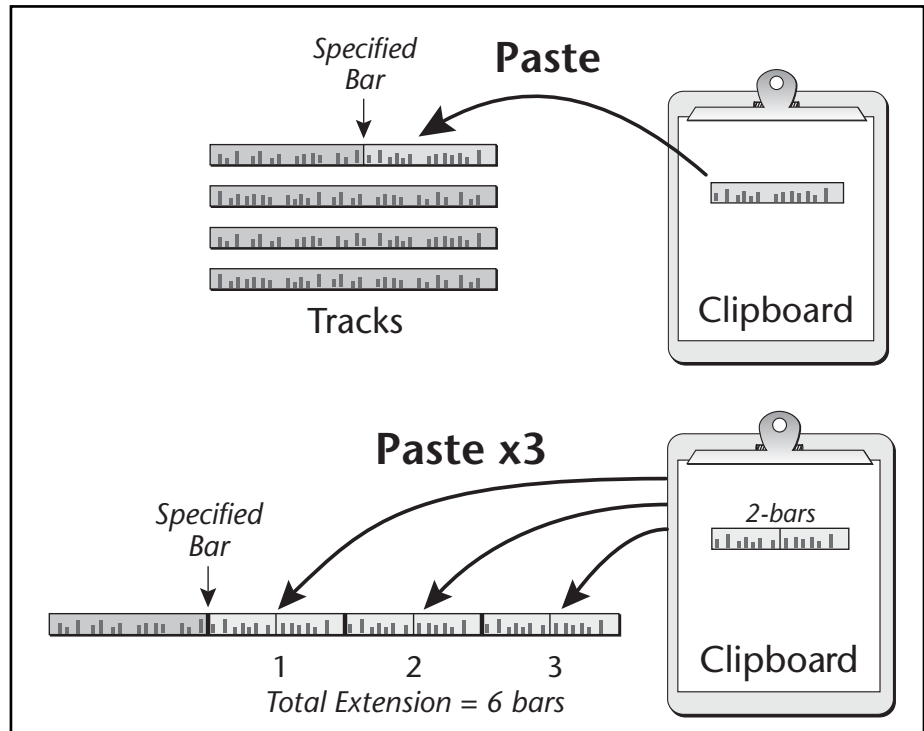 Specified
Bar
Paste
Clipboard
Tracks
Paste x3
Specified
Bar
2-bars
Clipboard
1 2 3
Total Extension = 6 bars